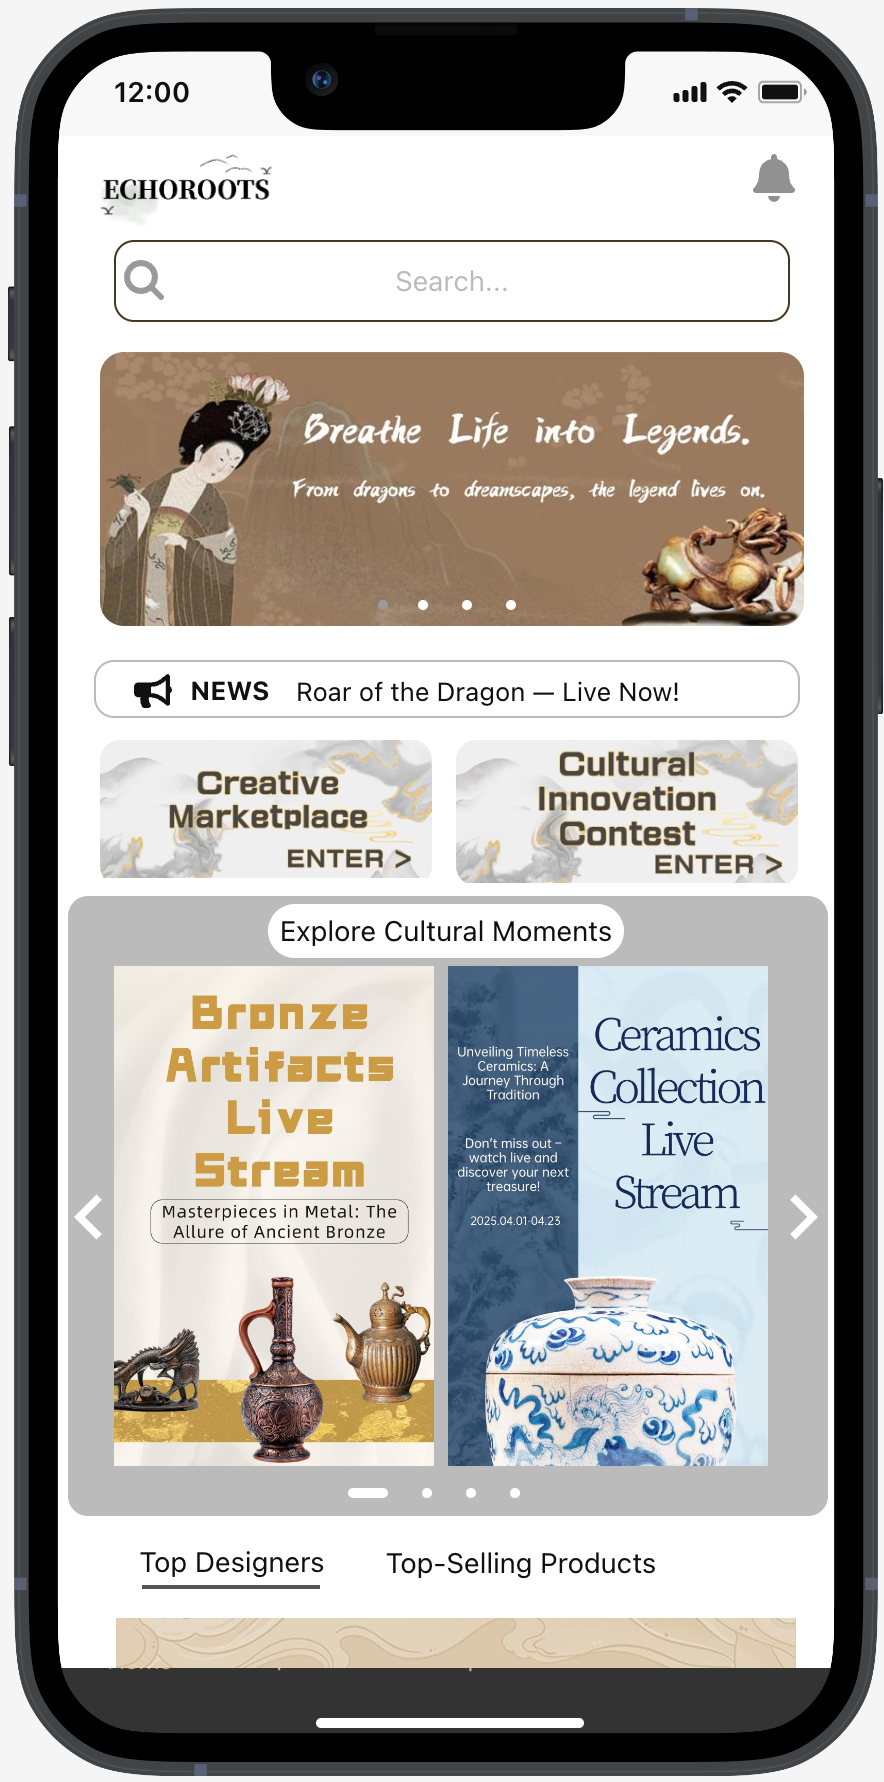 12:00
ECHOROOTS
Search...
Breathe Life into Legends.
From dragons to dreamscapes, the legend lives on.
NEWS Roar of the Dragon — Live Now!
Creative
Marketplace
ENTER >
Cultural
Innovation
Contest
ENTER >
Explore Cultural Moments
Bronze
Artifacts
Live
Stream
Masterpieces in Metal: The
Allure of Ancient Bronze
Unveiling Timeless
Ceramics: A
Journey Through
Tradition
Don't miss out –
watch live and
discover your next
treasure!
2025.04.01-04.23
Ceramics
Collection
Live
Stream
Top Designers Top-Selling Products